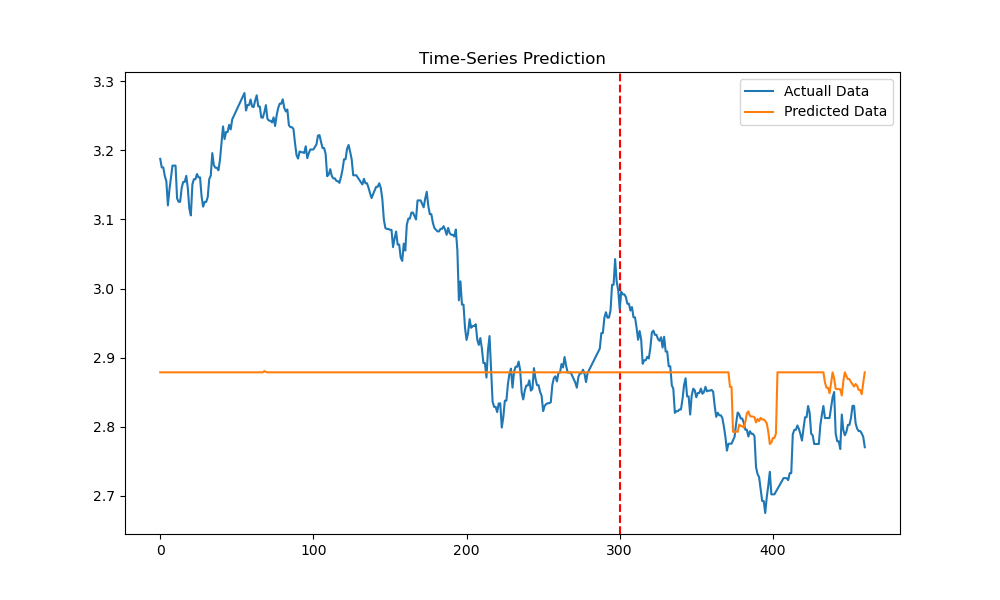 Time-Series Prediction
Actuall Data
Predicted Data
3.3
3.2
3.1
3.0
2.9
2.8
2.7
0 100 200 300 400